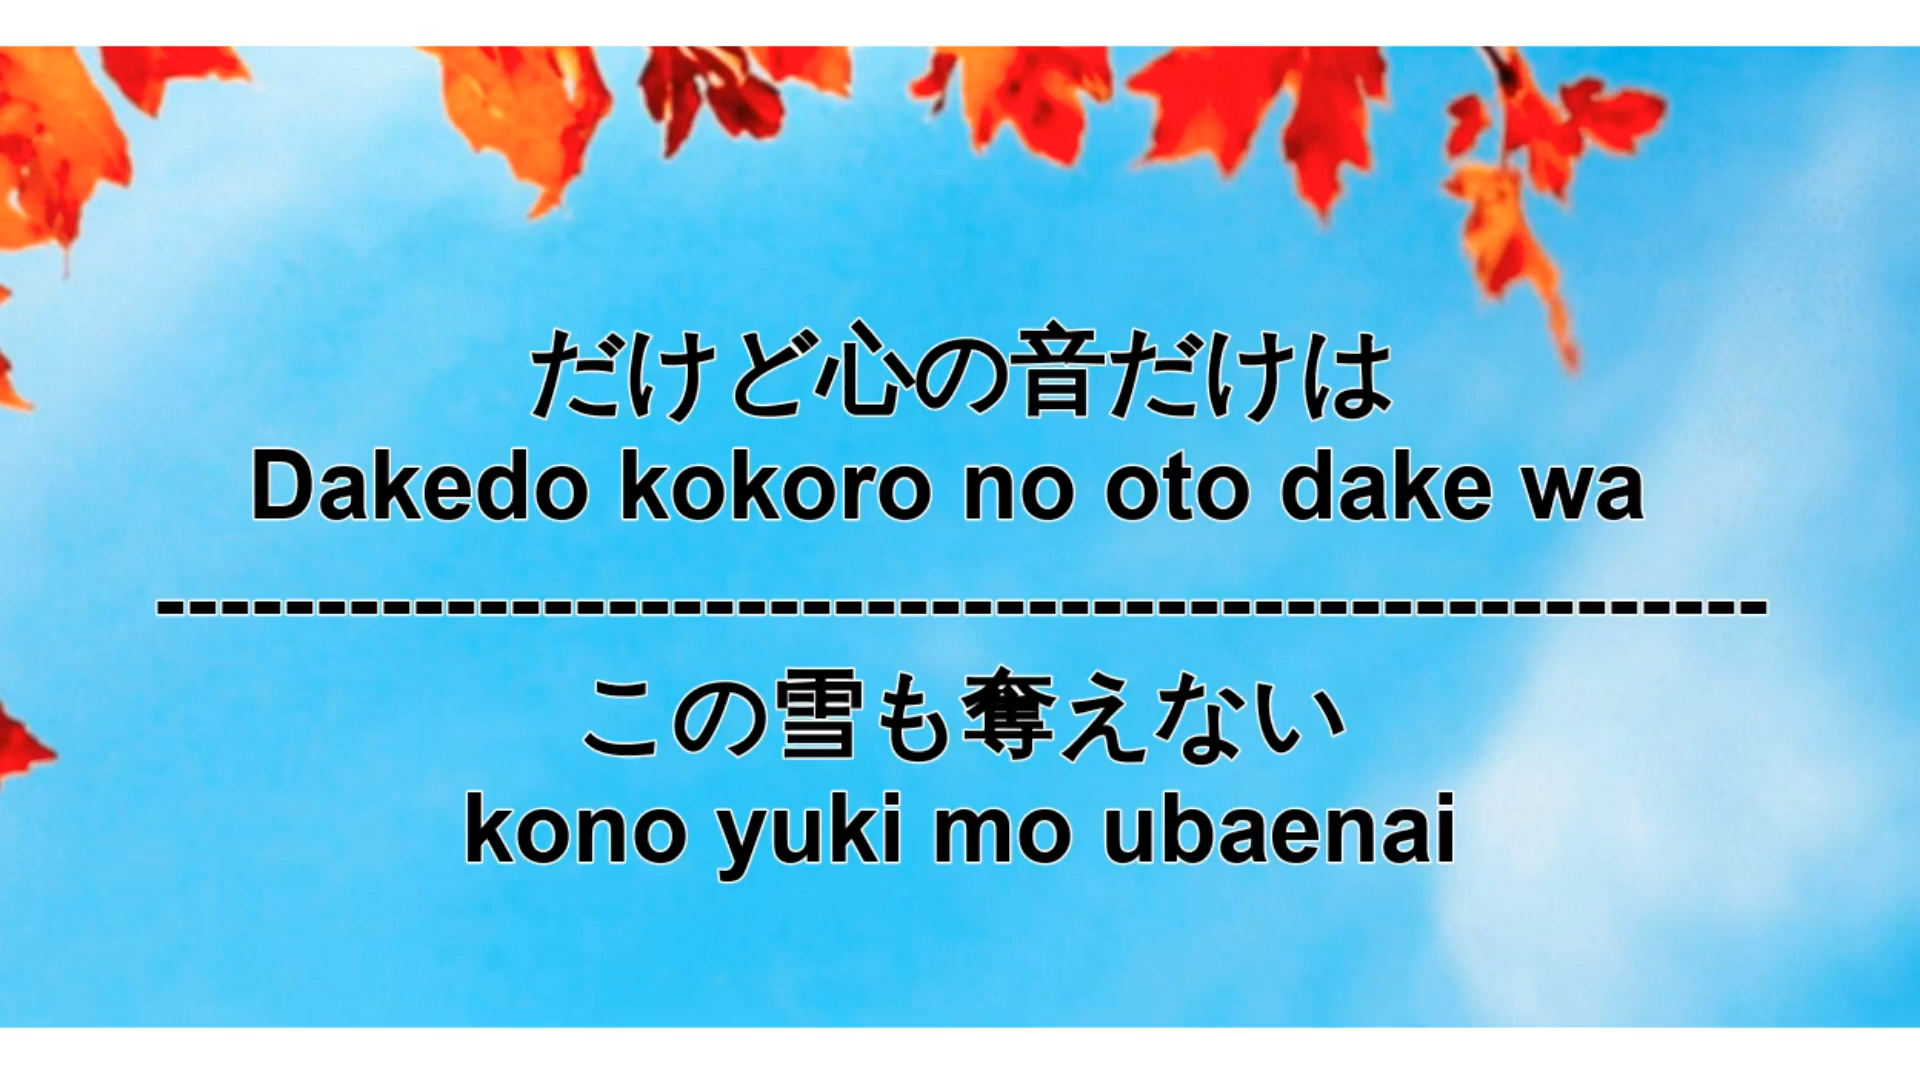 だけど心の音だけは
Dakedo kokoro no oto dake wa
--------------------------------------------------
この雪も奪えない
kono yuki mo ubaenai